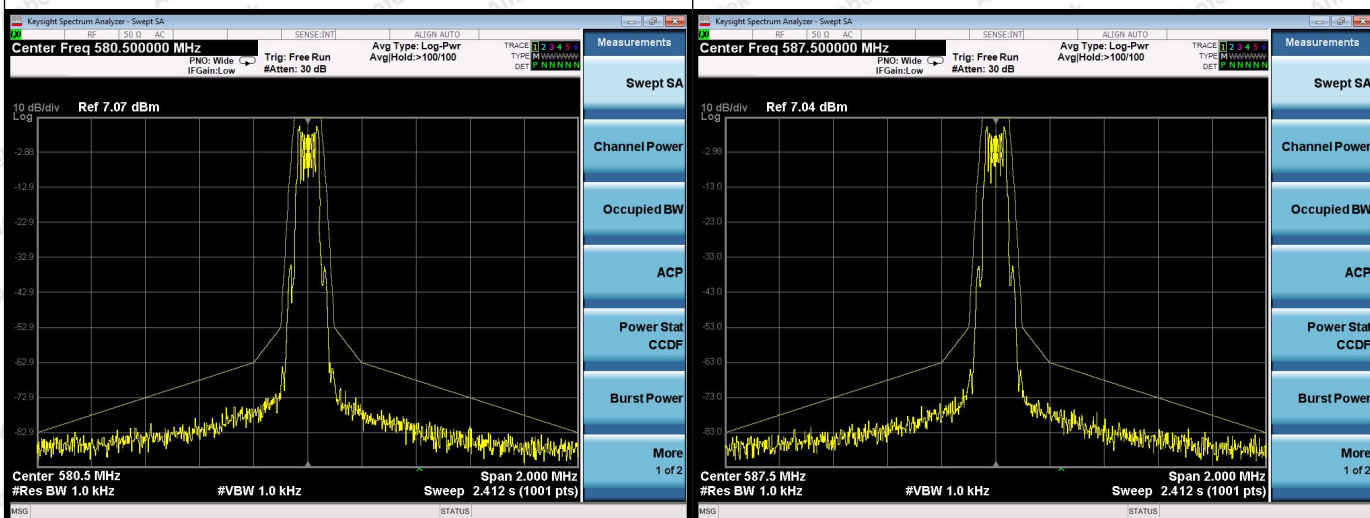 Keysight Spectrum Analyzer - Swept SA
LXI RF 50 Ω AC SENSE:INT ALIGN AUTO
Center Freq 580.500000 MHz
PNO: Wide
IFGain:Low
Trig: Free Run
#Atten: 30 dB
Avg Type: Log-Pwr
Avg|Hold:>100/100
TRACE 1 2 3 4 5 6
TYPE M WWWWW
DET P N N N N N
10 dB/div
Log
Ref 7.07 dBm
-2.93
-12.9
-22.9
-32.9
-42.9
-52.9
-62.9
-72.9
-82.9
Center 580.5 MHz
#Res BW 1.0 kHz
#VBW 1.0 kHz
Span 2.000 MHz
Sweep 2.412 s (1001 pts)
MSG
STATUS
Measurements
Swept SA
Channel Power
Occupied BW
ACP
Power Stat
CCDF
Burst Power
More
1 of 2
Keysight Spectrum Analyzer - Swept SA
LXI RF 50 Ω AC SENSE:INT ALIGN AUTO
Center Freq 587.500000 MHz
PNO: Wide
IFGain:Low
Trig: Free Run
#Atten: 30 dB
Avg Type: Log-Pwr
Avg|Hold:>100/100
TRACE 1 2 3 4 5 6
TYPE M WWWWW
DET P N N N N N
10 dB/div
Log
Ref 7.04 dBm
-2.96
-13.0
-23.0
-33.0
-43.0
-53.0
-63.0
-73.0
-83.0
Center 587.5 MHz
#Res BW 1.0 kHz
#VBW 1.0 kHz
Span 2.000 MHz
Sweep 2.412 s (1001 pts)
MSG
STATUS
Measurements
Swept SA
Channel Power
Occupied BW
ACP
Power Stat
CCDF
Burst Power
More
1 of 2